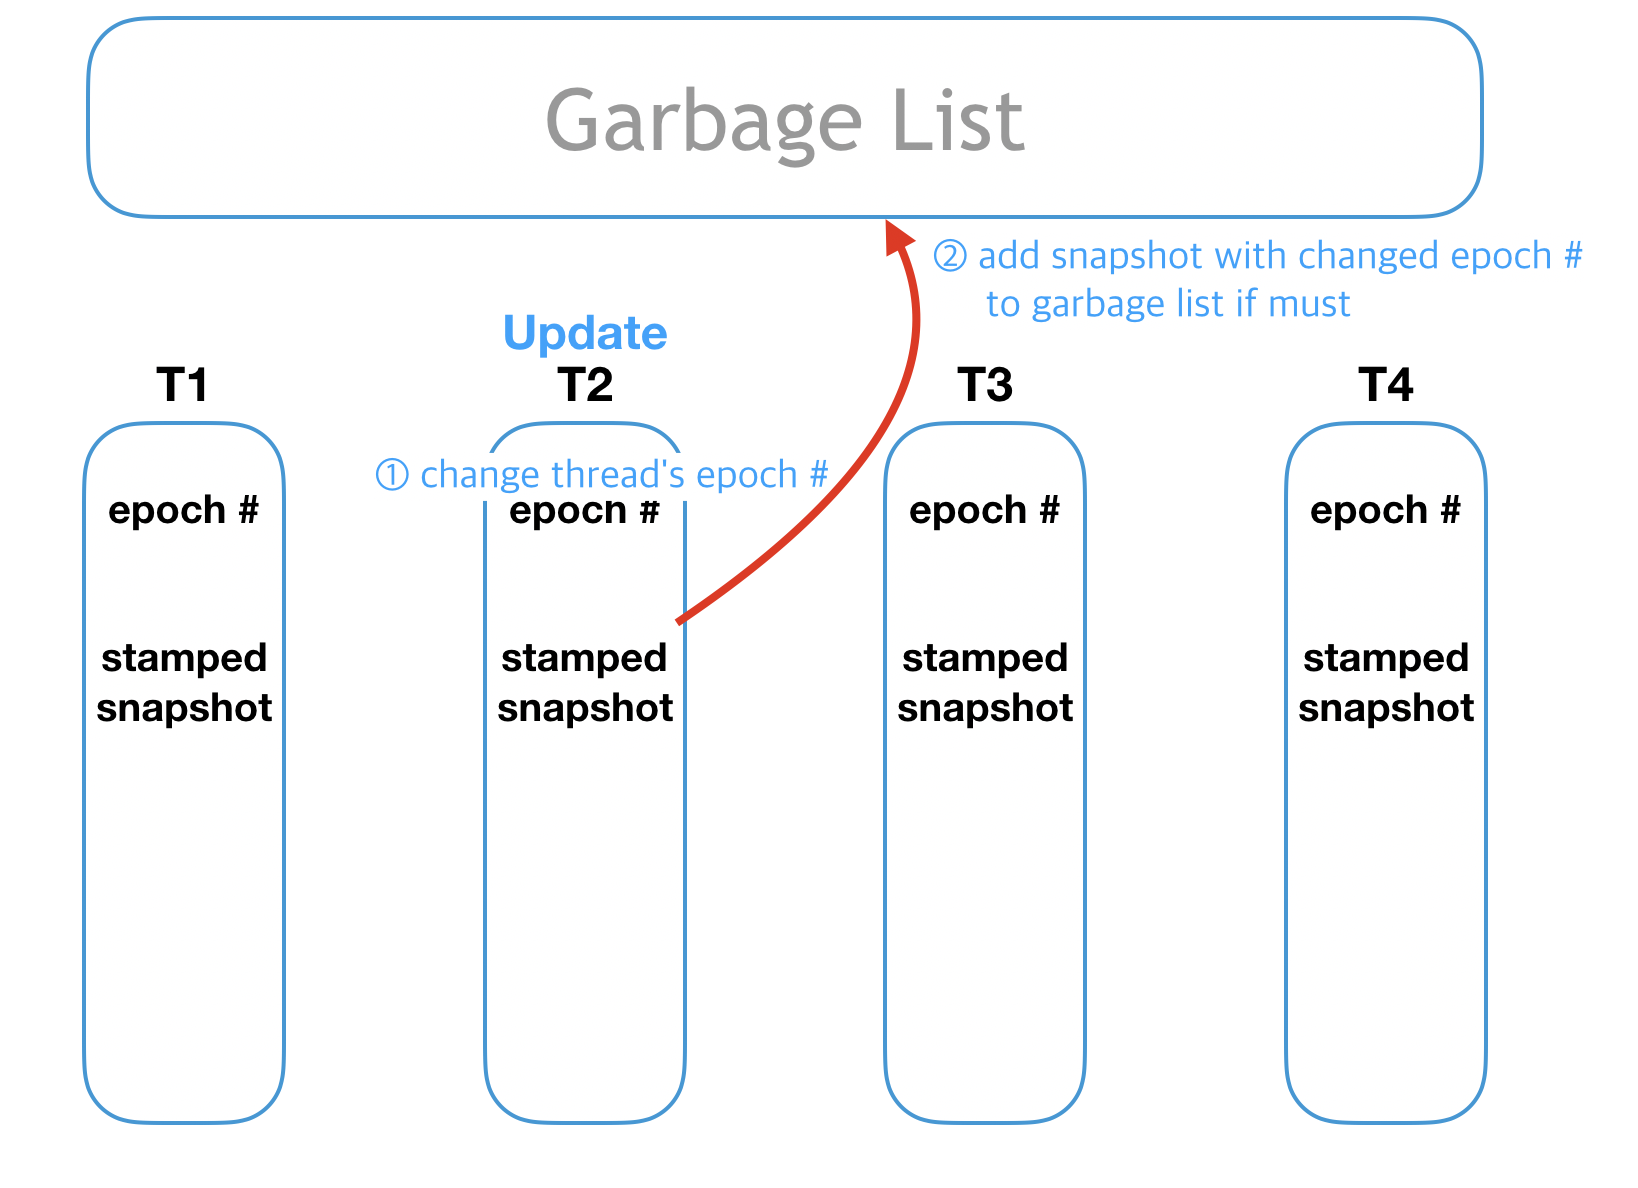 Garbage List
② add snapshot with changed epoch #
to garbage list if must
Update
T1
T2
T3
T4
① change thread's epoch #
epoch #
epoch #
epoch #
epoch #
stamped
snapshot
stamped
snapshot
stamped
snapshot
stamped
snapshot